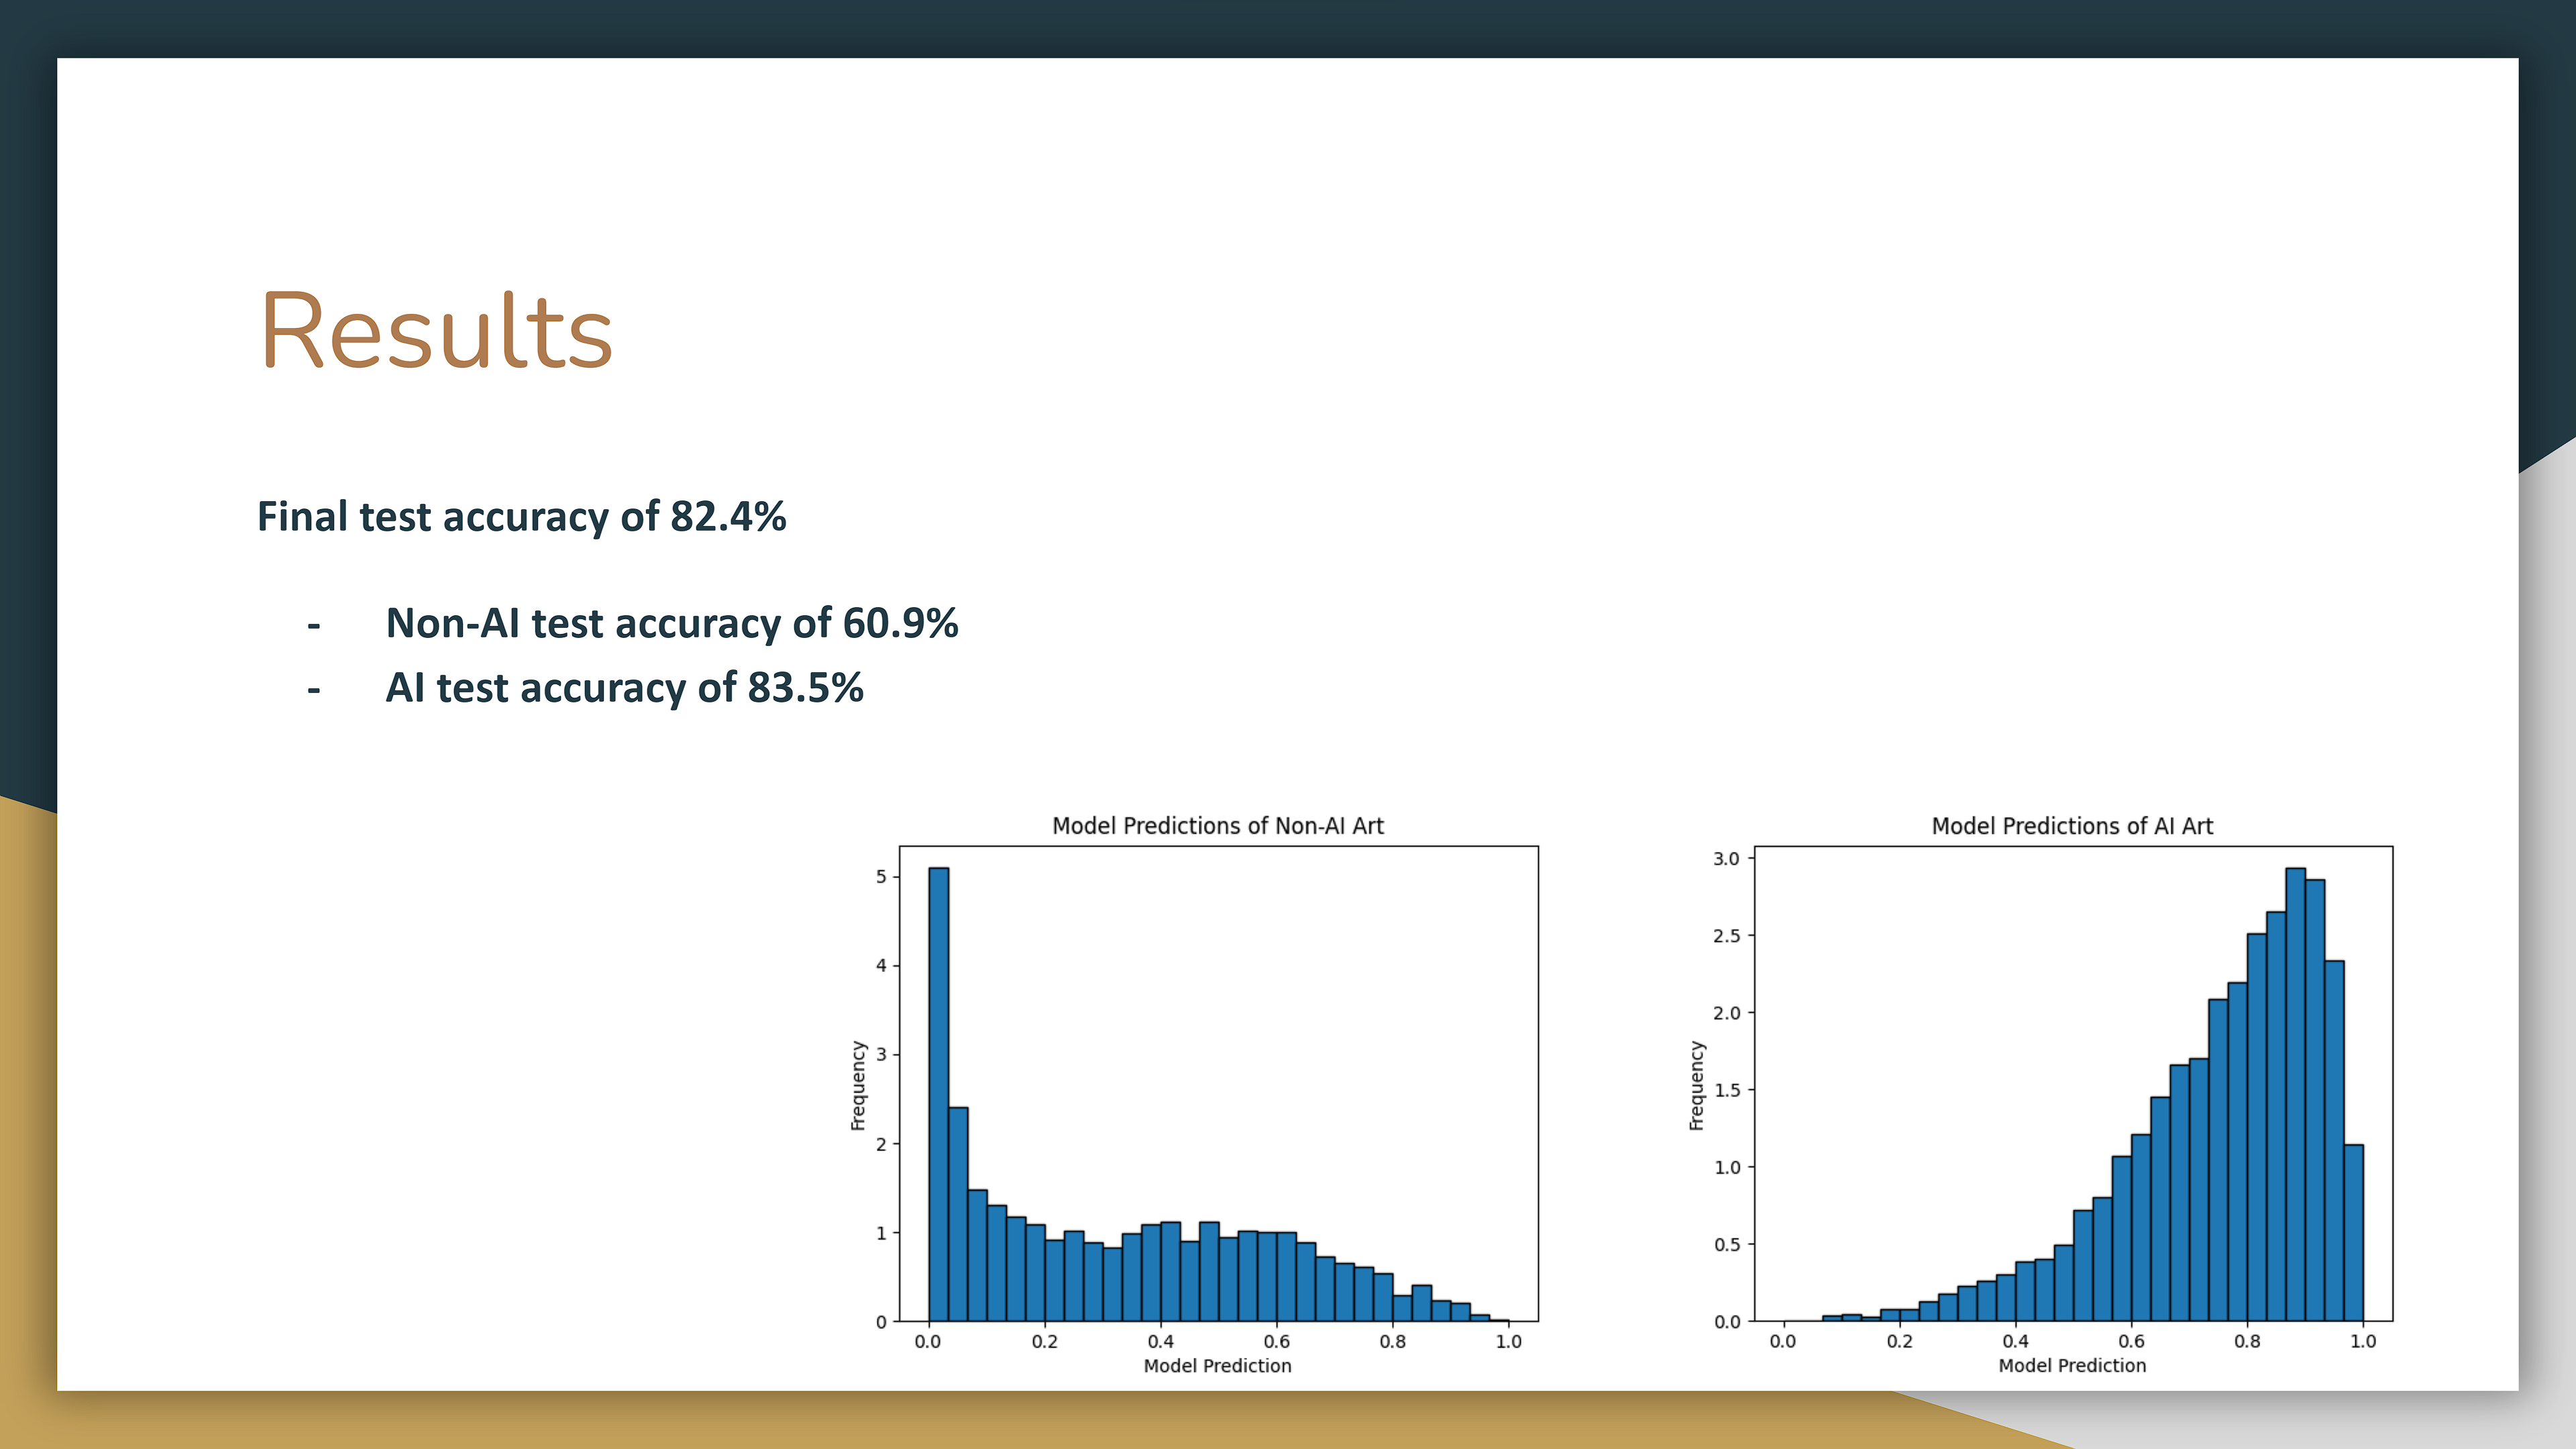 Results
Final test accuracy of 82.4%
- Non-AI test accuracy of 60.9%
- AI test accuracy of 83.5%
Model Predictions of Non-AI Art
5
4
3
2
1
0
Frequency
0.0 0.2 0.4 0.6 0.8 1.0
Model Prediction
Model Predictions of AI Art
3.0
2.5
2.0
1.5
1.0
0.5
0.0
Frequency
0.0 0.2 0.4 0.6 0.8 1.0
Model Prediction